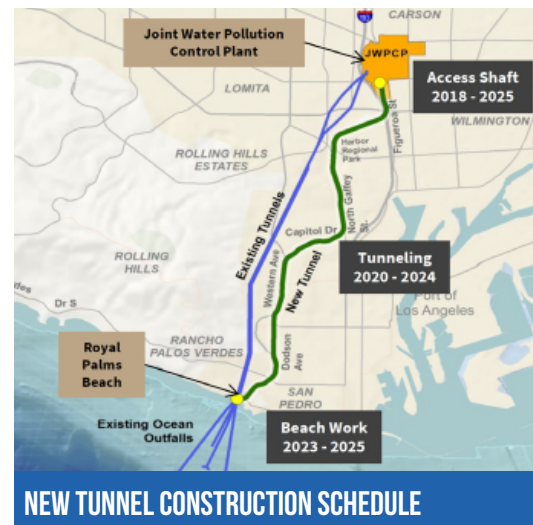 CARSON
Joint Water Pollution
Control Plant
JWPCP
Access Shaft
2018 - 2025
LOMITA
WILMINGTON
Figueroa St
Harbor
Regional
Park
ROLLING HILLS
ESTATES
Existing Tunnels
North Gaffey
St.
Capitol Dr
ROLLING
HILLS
Western Ave
New Tunnel
Tunneling
2020 - 2024
Port of
Los Angeles
Dr S
RANCHO
PALOS VERDES
Royal
Palms
Beach
Dodson
Ave
SAN
PEDRO
Existing Ocean
Outfalls
Beach Work
2023 - 2025
NEW TUNNEL CONSTRUCTION SCHEDULE